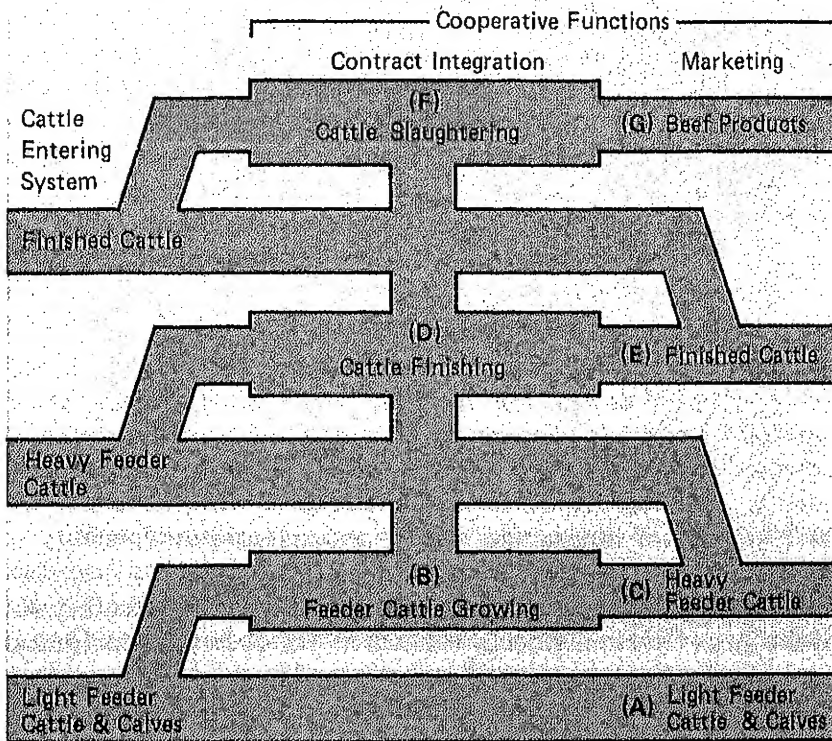 Cooperative Functions
Contract Integration
Marketing
Cattle
Entering
System
(F)
Cattle Slaughtering
(G) Beef Products
Finished Cattle
(D)
Cattle Finishing
(E) Finished Cattle
Heavy Feeder
Cattle
(B)
Feeder Cattle Growing
(C) Heavy
Feeder Cattle
Light Feeder
Cattle & Calves
(A) Light Feeder
Cattle & Calves